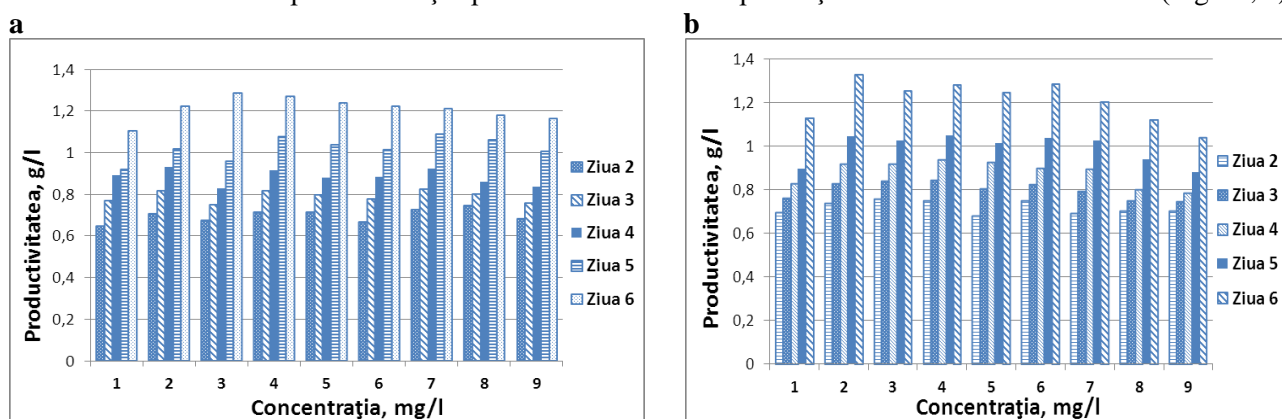 a
b
1,4
1,2
1
0,8
0,6
0,4
0,2
0
Productivitatea, g/l
1 2 3 4 5 6 7 8 9
Concentraţia, mg/l
Ziua 2
Ziua 3
Ziua 4
Ziua 5
Ziua 6
1,4
1,2
1
0,8
0,6
0,4
0,2
0
Productivitatea, g/l
1 2 3 4 5 6 7 8 9
Concentraţia, mg/l
Ziua 2
Ziua 3
Ziua 4
Ziua 5
Ziua 6